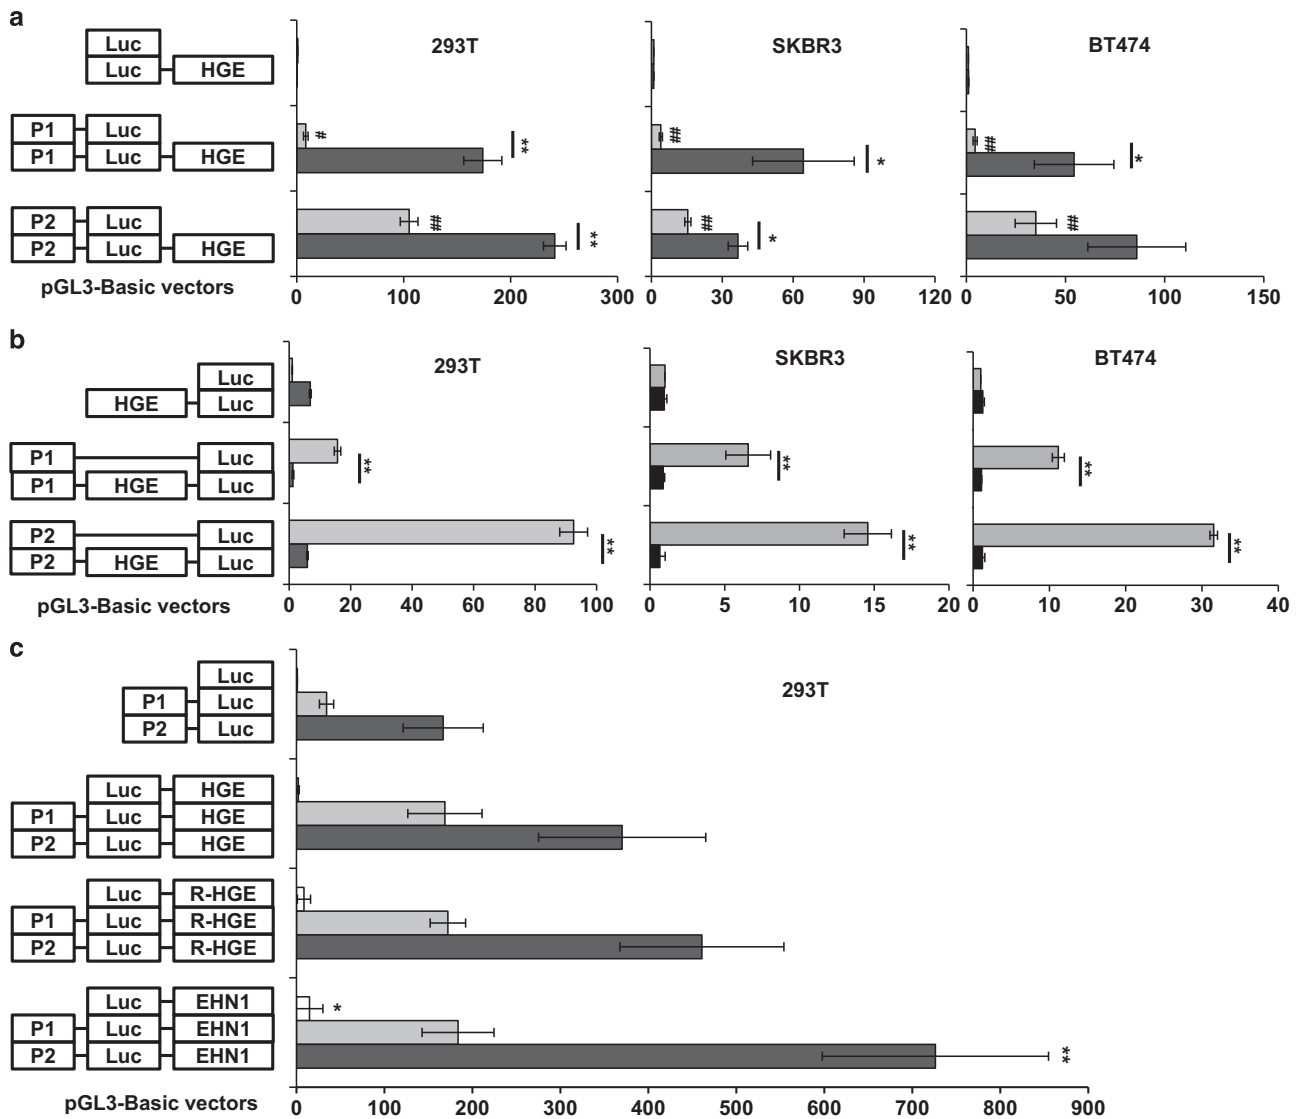 a
293T
SKBR3
BT474
Luc
Luc HGE
P1 Luc
P1 Luc HGE
P2 Luc
P2 Luc HGE
pGL3-Basic vectors
# ** ## **
## * ## *
## * ##
0 100 200 300
0 30 60 90 120
0 50 100 150
b
293T
SKBR3
BT474
Luc
HGE Luc
P1 Luc
P1 HGE Luc
P2 Luc
P2 HGE Luc
pGL3-Basic vectors
** **
** **
** **
0 20 40 60 80 100
0 5 10 15 20
0 10 20 30 40
c
293T
Luc
P1 Luc
P2 Luc
Luc HGE
P1 Luc HGE
P2 Luc HGE
Luc R-HGE
P1 Luc R-HGE
P2 Luc R-HGE
Luc EHN1
*
P1 Luc EHN1
P2 Luc EHN1
**
pGL3-Basic vectors
0 100 200 300 400 500 600 700 800 900